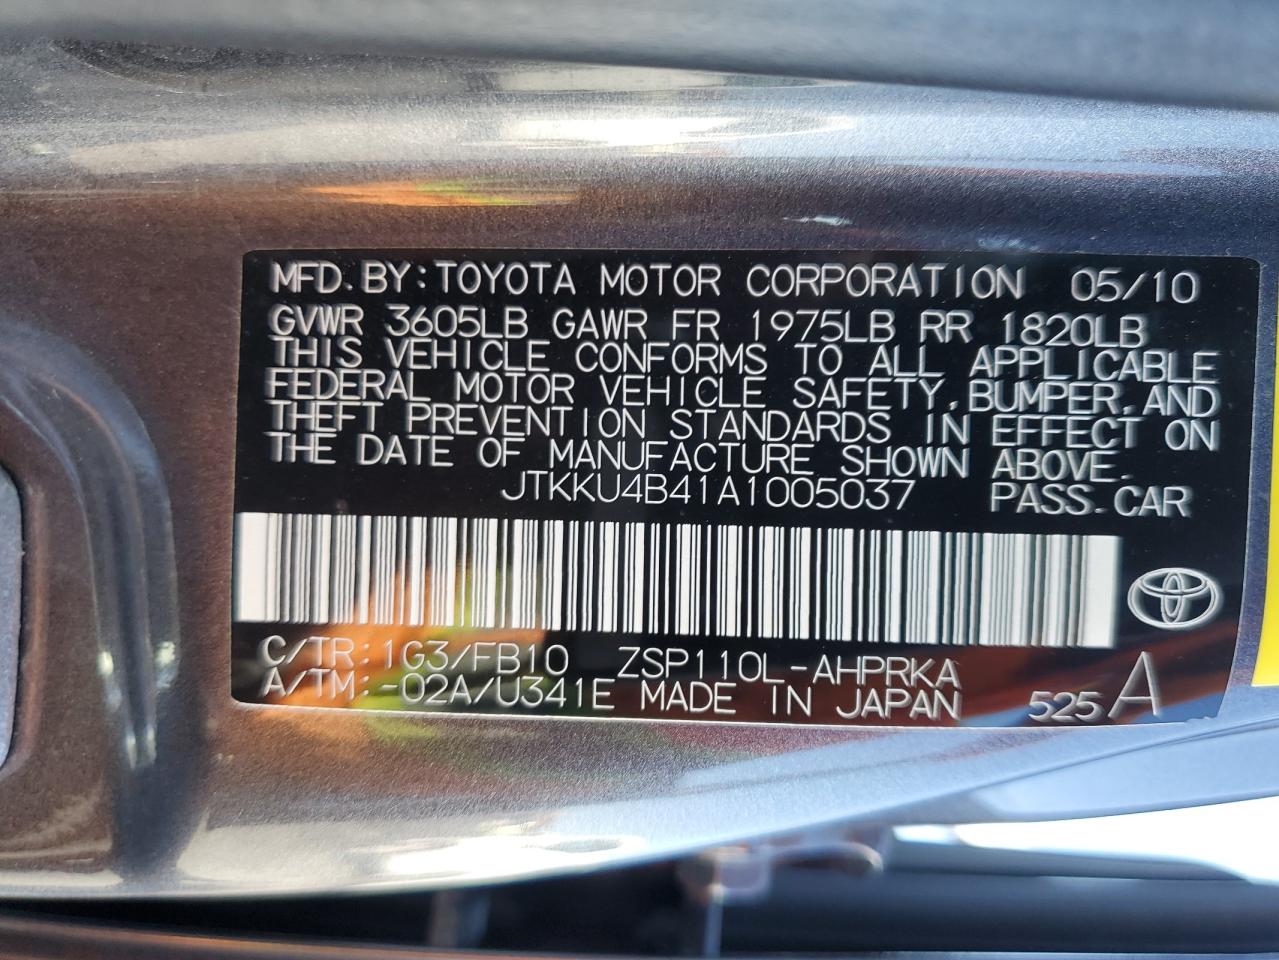 MFD. BY: TOYOTA MOTOR CORPORATION 05/10
GVWR 3605LB GAWR FR 1975LB RR 1820LB
THIS VEHICLE CONFORMS TO ALL APPLICABLE
FEDERAL MOTOR VEHICLE SAFETY, BUMPER, AND
THEFT PREVENTION STANDARDS IN EFFECT ON
THE DATE OF MANUFACTURE SHOWN ABOVE.
JTKKU4B41A1005037 PASS. CAR
C/TR: 1G3/FB10 ZSP110L-AHPRKA
A/TM: -02A/U341E MADE IN JAPAN 525 A